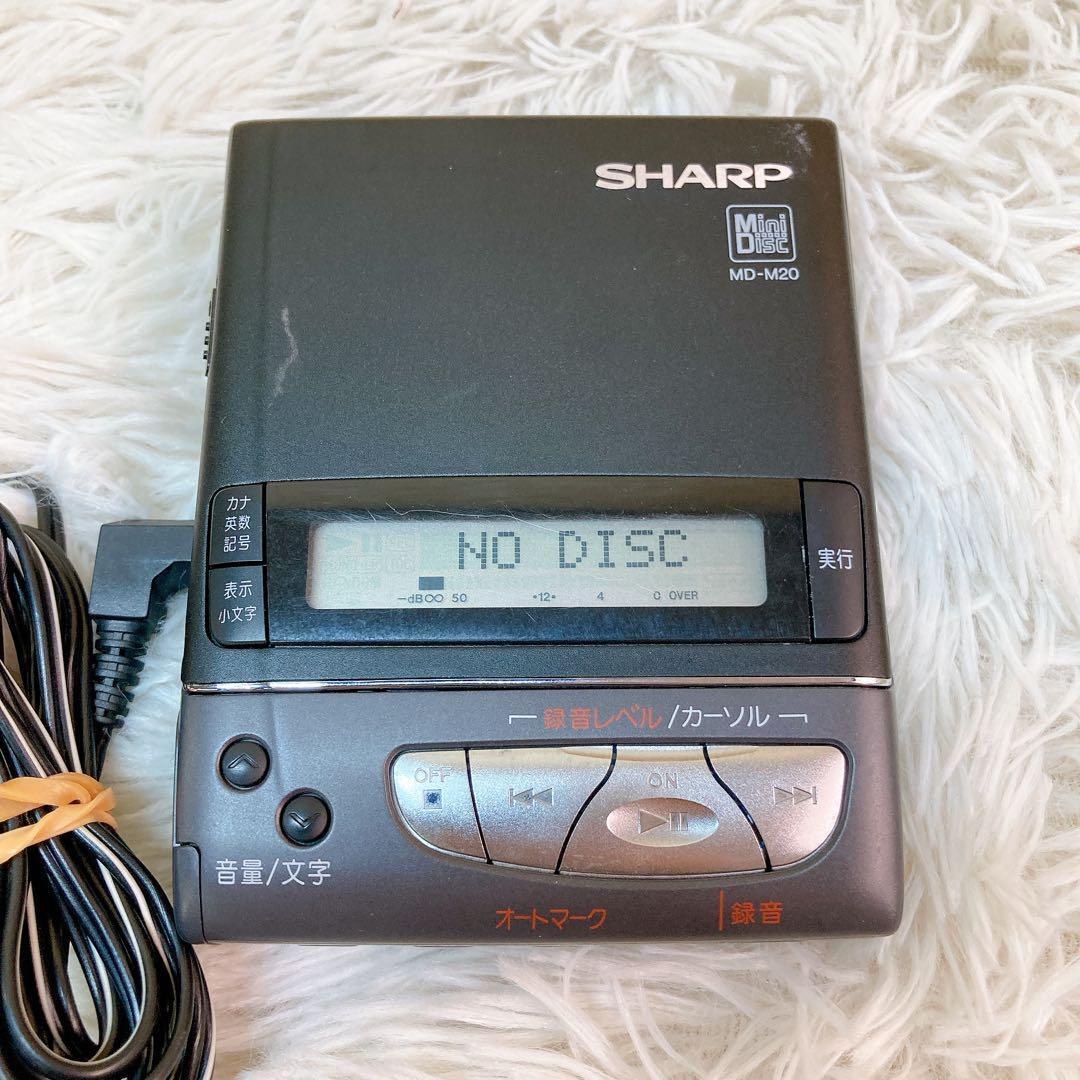 SHARP
Mini
Disc
MD-M20
カナ
英数
記号
表示
小文字
NO DISC
-dB∞ 50 •12• 4 0 OVER
実行
録音レベル/カーソル
OFF
ON
音量/文字
オートマーク
録音